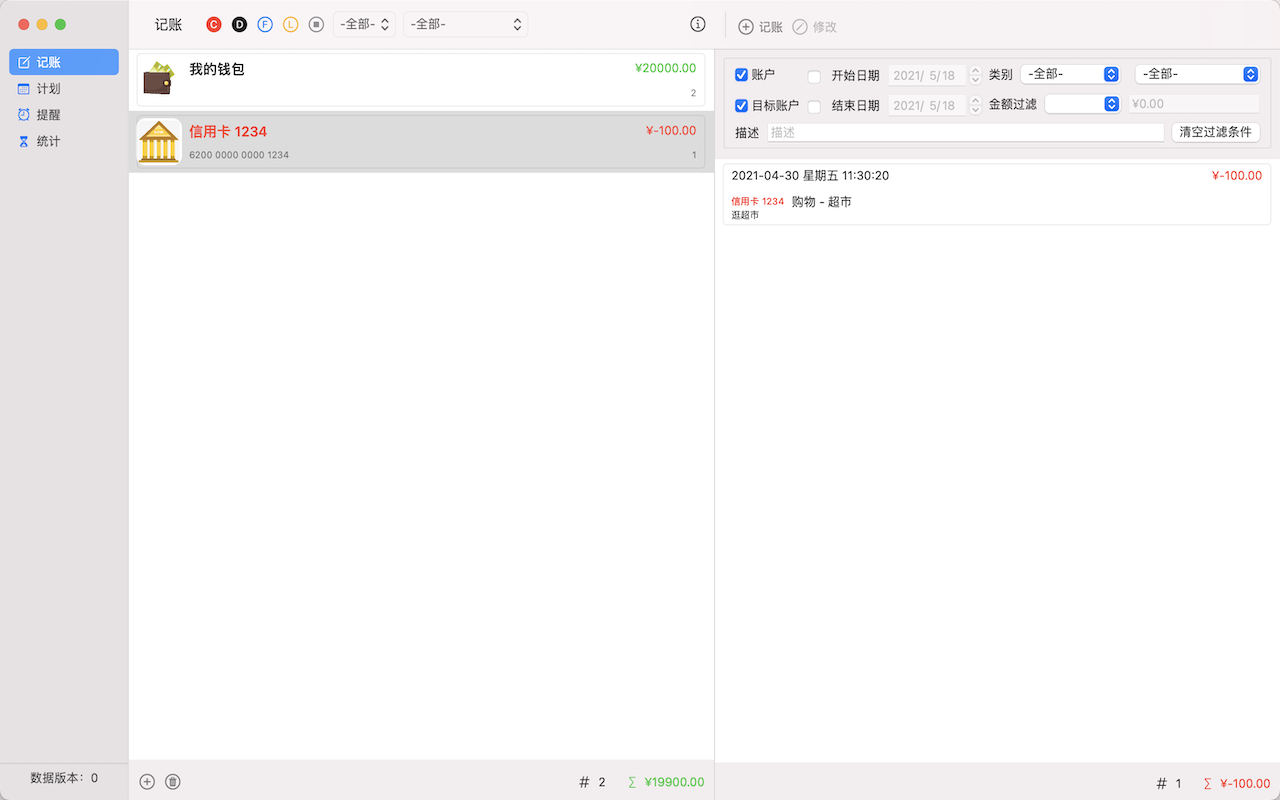 记账
计划
提醒
统计
数据版本：0
记账 C D F L -全部- -全部-
我的钱包 ¥20000.00
2
信用卡 1234 ¥-100.00
6200 0000 0000 1234 1
# 2 Σ ¥19900.00
记账 修改
账户 开始日期 2021/ 5/18 类别 -全部- -全部-
目标账户 结束日期 2021/ 5/18 金额过滤 ¥0.00
描述 描述 清空过滤条件
2021-04-30 星期五 11:30:20 ¥-100.00
信用卡 1234 购物 - 超市
逛超市
# 1 Σ ¥-100.00